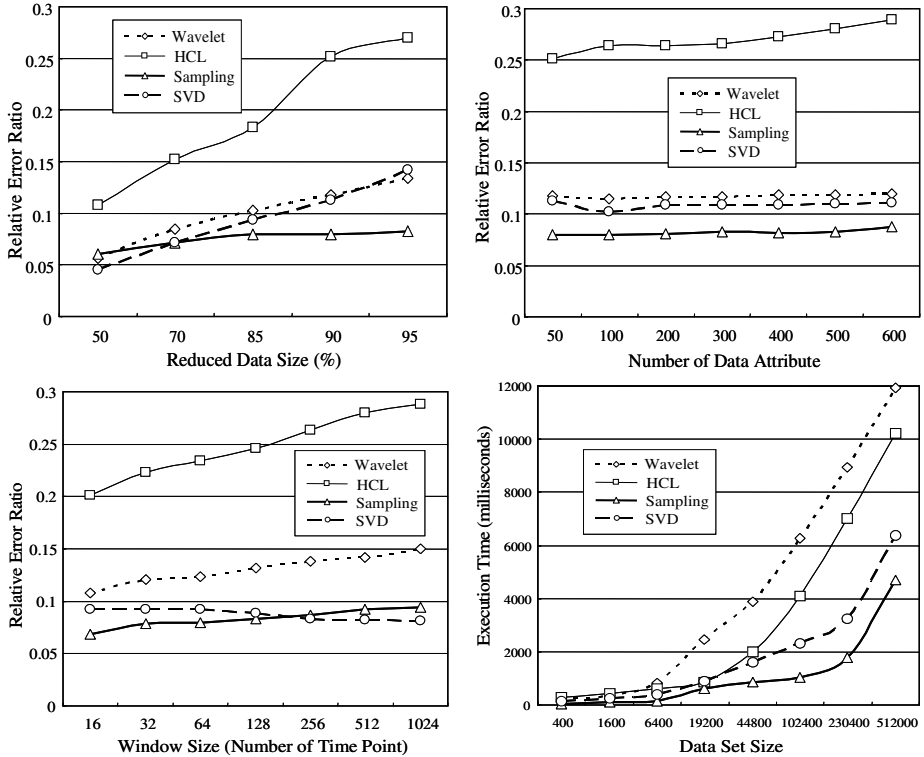 0.3
0.25
0.2
0.15
0.1
0.05
0
Relative Error Ratio
Wavelet
HCL
Sampling
SVD
50 70 85 90 95
Reduced Data Size (%)
0.3
0.25
0.2
0.15
0.1
0.05
0
Relative Error Ratio
Wavelet
HCL
Sampling
SVD
50 100 200 300 400 500 600
Number of Data Attribute
0.3
0.25
0.2
0.15
0.1
0.05
0
Relative Error Ratio
Wavelet
HCL
Sampling
SVD
16 32 64 128 256 512 1024
Window Size (Number of Time Point)
12000
10000
8000
6000
4000
2000
0
Execution Time (milliseconds)
Wavelet
HCL
Sampling
SVD
400 1600 6400 19200 44800 102400 230400 512000
Data Set Size